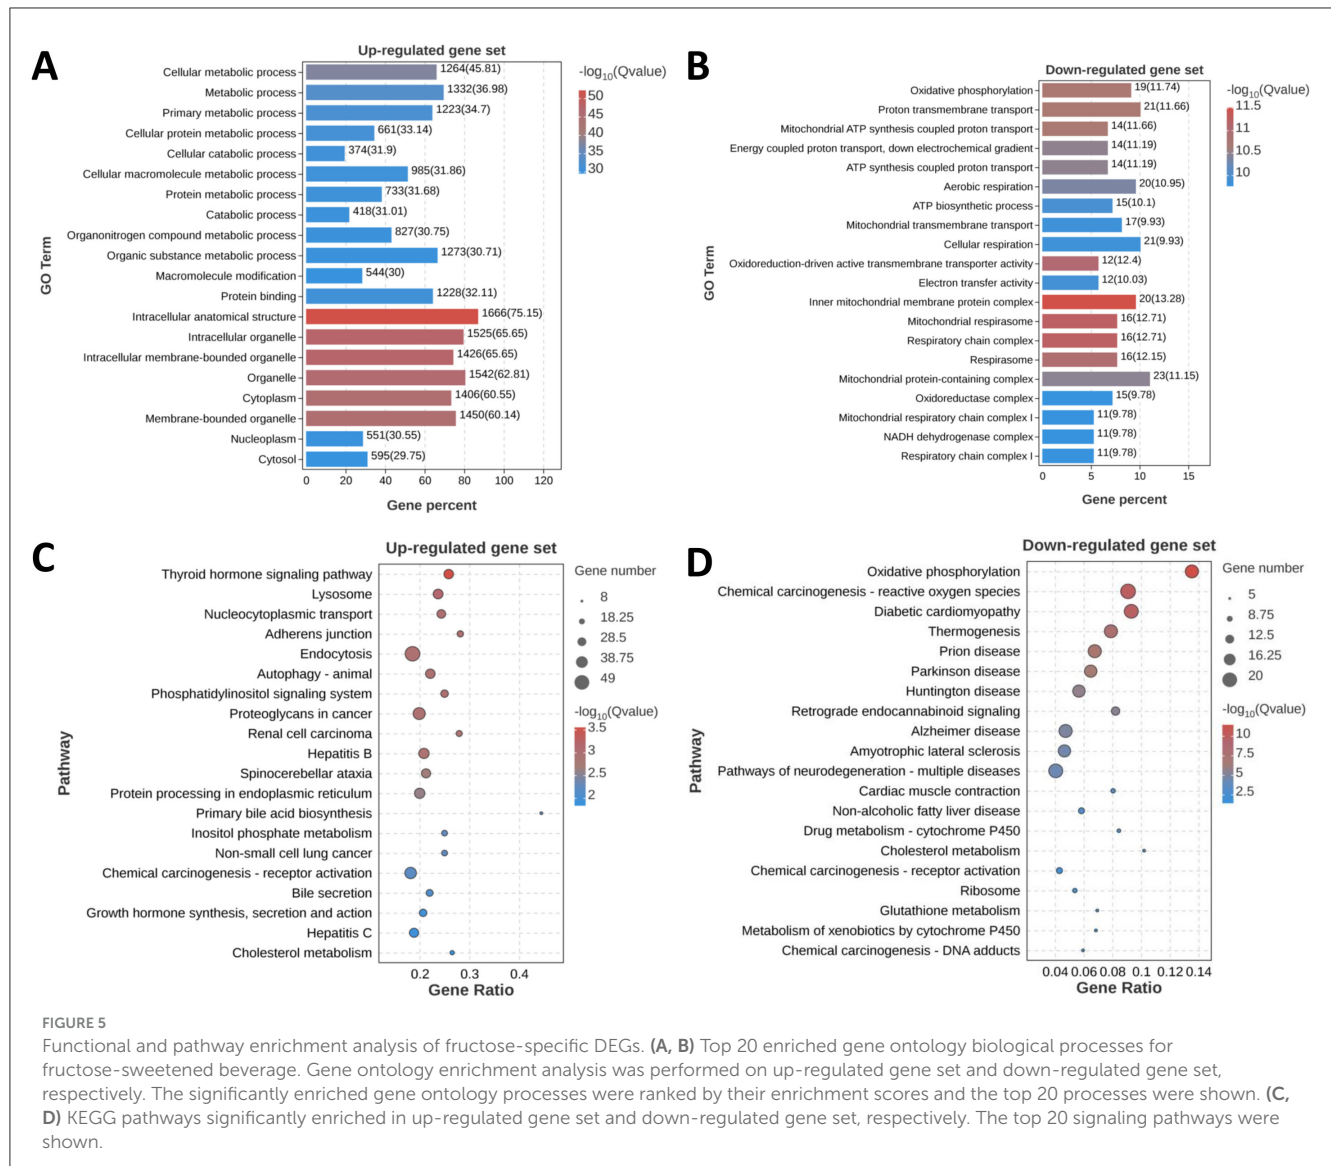 A
Up-regulated gene set
GO Term
Cellular metabolic process 1264(45.81)
Metabolic process 1332(36.98)
Primary metabolic process 1223(34.7)
Cellular protein metabolic process 661(33.14)
Cellular catabolic process 374(31.9)
Cellular macromolecule metabolic process 985(31.86)
Protein metabolic process 733(31.68)
Catabolic process 418(31.01)
Organonitrogen compound metabolic process 827(30.75)
Organic substance metabolic process 1273(30.71)
Macromolecule modification 544(30)
Protein binding 1228(32.11)
Intracellular anatomical structure 1666(75.15)
Intracellular organelle 1525(65.65)
Intracellular membrane-bounded organelle 1426(65.65)
Organelle 1542(62.81)
Cytoplasm 1406(60.55)
Membrane-bounded organelle 1450(60.14)
Nucleoplasm 551(30.55)
Cytosol 595(29.75)
0 20 40 60 80 100 120
Gene percent
-log10(Qvalue)
50
45
40
35
30
B
Down-regulated gene set
GO Term
Oxidative phosphorylation 19(11.74)
Proton transmembrane transport 21(11.66)
Mitochondrial ATP synthesis coupled proton transport 14(11.66)
Energy coupled proton transport, down electrochemical gradient 14(11.19)
ATP synthesis coupled proton transport 14(11.19)
Aerobic respiration 20(10.95)
ATP biosynthetic process 15(10.1)
Mitochondrial transmembrane transport 17(9.93)
Cellular respiration 21(9.93)
Oxidoreduction-driven active transmembrane transporter activity 12(12.4)
Electron transfer activity 12(10.03)
Inner mitochondrial membrane protein complex 20(13.28)
Mitochondrial respirasome 16(12.71)
Respiratory chain complex 16(12.71)
Respirasome 16(12.15)
Mitochondrial protein-containing complex 23(11.15)
Oxidoreductase complex 15(9.78)
Mitochondrial respiratory chain complex I 11(9.78)
NADH dehydrogenase complex 11(9.78)
Respiratory chain complex I 11(9.78)
0 5 10 15
Gene percent
-log10(Qvalue)
11.5
11
10.5
10
C
Up-regulated gene set
Pathway
Thyroid hormone signaling pathway
Lysosome
Nucleocytoplasmic transport
Adherens junction
Endocytosis
Autophagy - animal
Phosphatidylinositol signaling system
Proteoglycans in cancer
Renal cell carcinoma
Hepatitis B
Spinocerebellar ataxia
Protein processing in endoplasmic reticulum
Primary bile acid biosynthesis
Inositol phosphate metabolism
Non-small cell lung cancer
Chemical carcinogenesis - receptor activation
Bile secretion
Growth hormone synthesis, secretion and action
Hepatitis C
Cholesterol metabolism
0.2 0.3 0.4
Gene Ratio
Gene number
8
18.25
28.5
38.75
49
-log10(Qvalue)
3.5
3
2.5
2
D
Down-regulated gene set
Pathway
Oxidative phosphorylation
Chemical carcinogenesis - reactive oxygen species
Diabetic cardiomyopathy
Thermogenesis
Prion disease
Parkinson disease
Huntington disease
Retrograde endocannabinoid signaling
Alzheimer disease
Amyotrophic lateral sclerosis
Pathways of neurodegeneration - multiple diseases
Cardiac muscle contraction
Non-alcoholic fatty liver disease
Drug metabolism - cytochrome P450
Cholesterol metabolism
Chemical carcinogenesis - receptor activation
Ribosome
Glutathione metabolism
Metabolism of xenobiotics by cytochrome P450
Chemical carcinogenesis - DNA adducts
0.04 0.06 0.08 0.1 0.12 0.14
Gene Ratio
Gene number
5
8.75
12.5
16.25
20
-log10(Qvalue)
10
7.5
5
2.5
FIGURE 5
Functional and pathway enrichment analysis of fructose-specific DEGs. (A, B) Top 20 enriched gene ontology biological processes for
fructose-sweetened beverage. Gene ontology enrichment analysis was performed on up-regulated gene set and down-regulated gene set,
respectively. The significantly enriched gene ontology processes were ranked by their enrichment scores and the top 20 processes were shown. (C,
D) KEGG pathways significantly enriched in up-regulated gene set and down-regulated gene set, respectively. The top 20 signaling pathways were
shown.